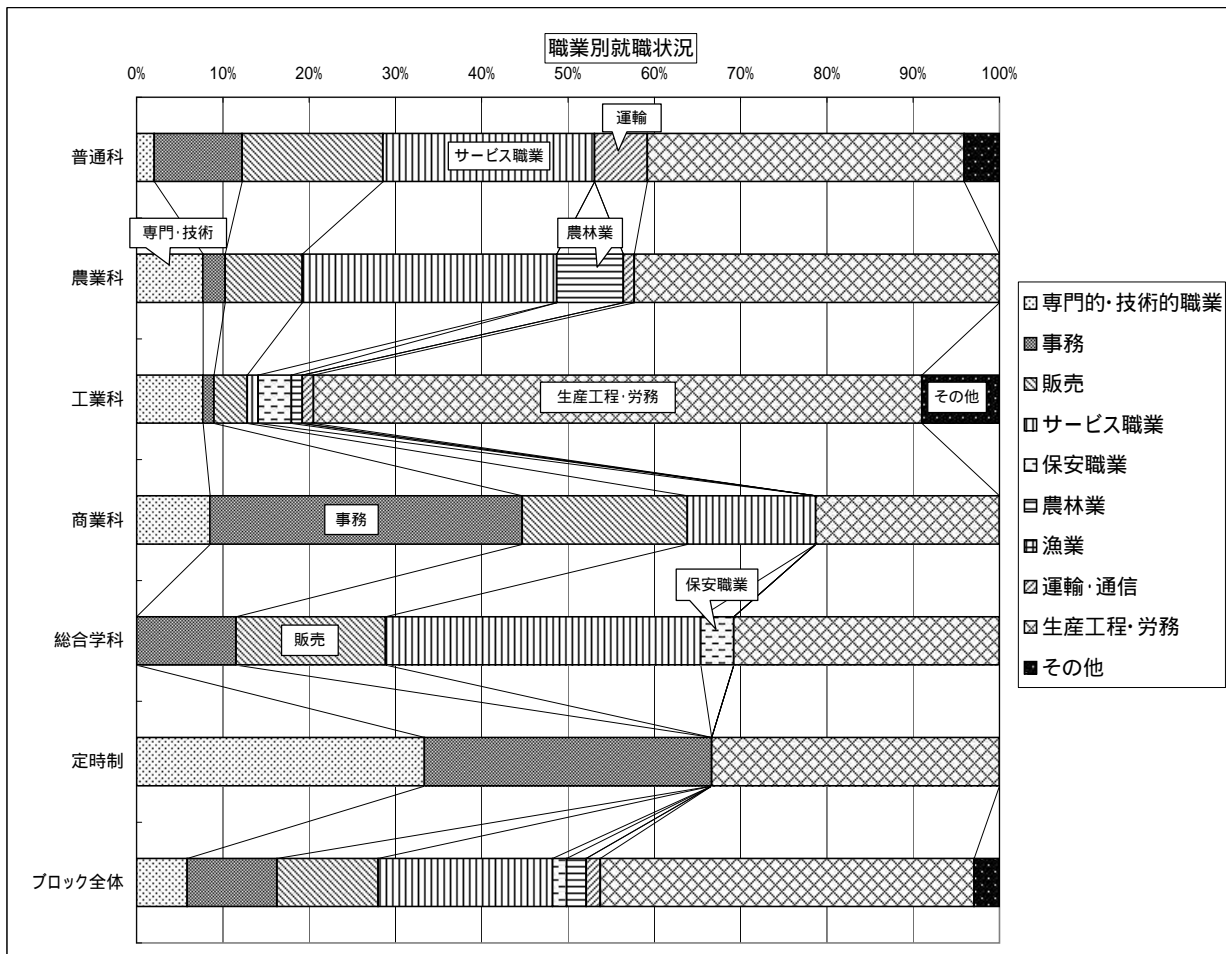 職業別就職状況
0% 10% 20% 30% 40% 50% 60% 70% 80% 90% 100%
運輸
普通科
サービス職業
専門・技術
農林業
農業科
工業科
生産工程・労務
その他
商業科
事務
保安職業
総合学科
販売
定時制
ブロック全体
専門的・技術的職業
事務
販売
サービス職業
保安職業
農林業
漁業
運輸・通信
生産工程・労務
その他